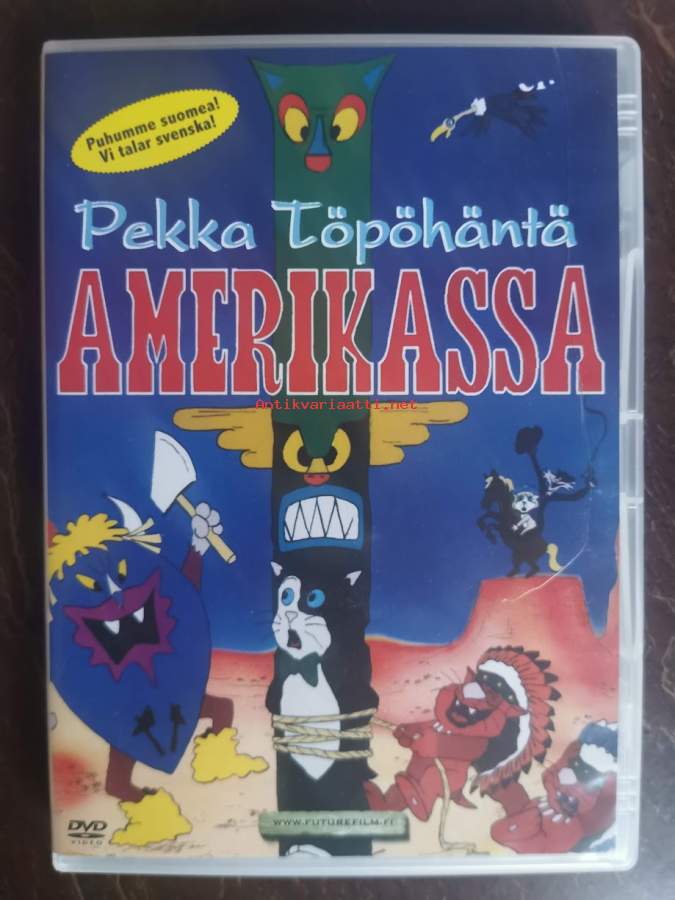 Puhumme suomea!
Vi talar svenska!
Pekka Töpöhäntä
AMERIKASSA
Antikvariaatti.net
DVD
VIDEO
WWW.FUTUREFILM.FI